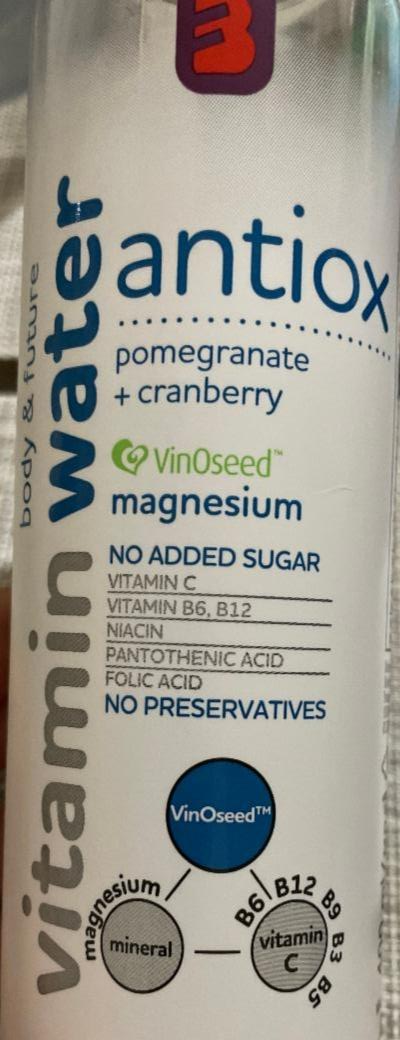 body & future
vitamin water
antiox
pomegranate
+ cranberry
VinOseed™
magnesium
NO ADDED SUGAR
VITAMIN C
VITAMIN B6, B12
NIACIN
PANTOTHENIC ACID
FOLIC ACID
NO PRESERVATIVES
VinOseed™
magnesium
mineral
B6 B12 B9 B3 B5
vitamin
C